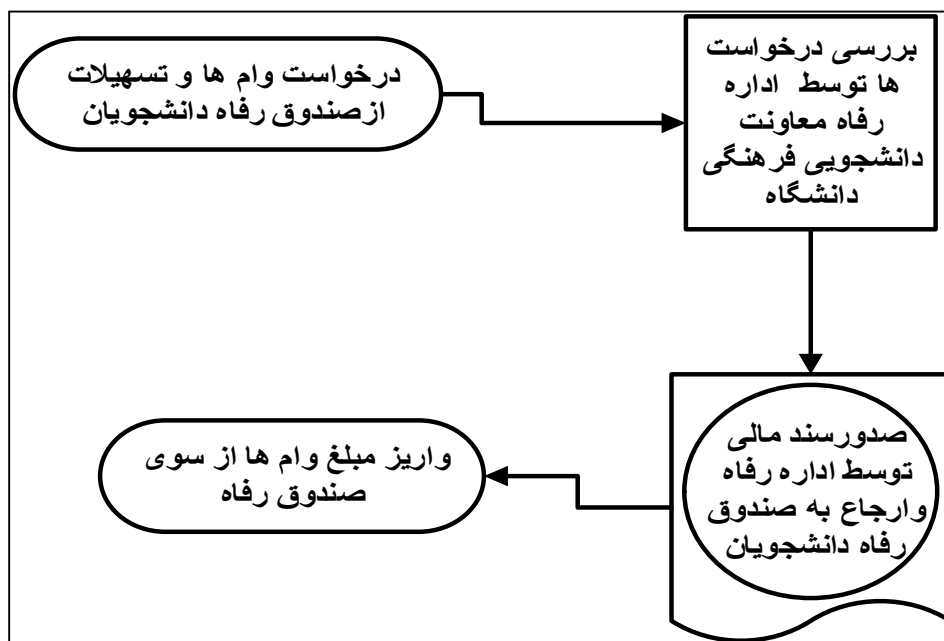 درخواست وام ها و تسهیلات
ازصندوق رفاه دانشجویان
بررسی درخواست
ها توسط اداره
رفاه معاونت
دانشجویی فرهنگی
دانشگاه
صدورسند مالی
توسط اداره رفاه
وارجاع به صندوق
رفاه دانشجویان
واریز مبلغ وام ها از سوی
صندوق رفاه